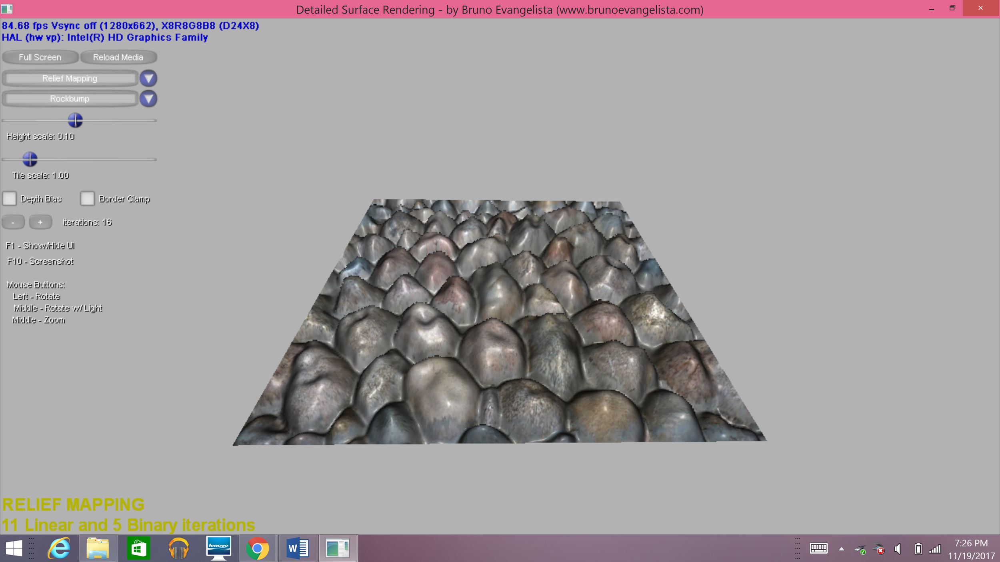 Detailed Surface Rendering - by Bruno Evangelista (www.brunoevangelista.com)
84.68 fps Vsync off (1280x662), X8R8G8B8 (D24X8)
HAL (hw vp): Intel(R) HD Graphics Family
Full Screen Reload Media
Relief Mapping
Rockbump
Height scale: 0.10
Tile scale: 1.00
Depth Bias Border Clamp
- + Iterations: 16
F1 - Show/Hide UI
F10 - Screenshot
Mouse Buttons:
Left - Rotate
Middle - Rotate w/ Light
Middle - Zoom
RELIEF MAPPING
11 Linear and 5 Binary iterations
lenovo
W
7:26 PM
11/19/2017